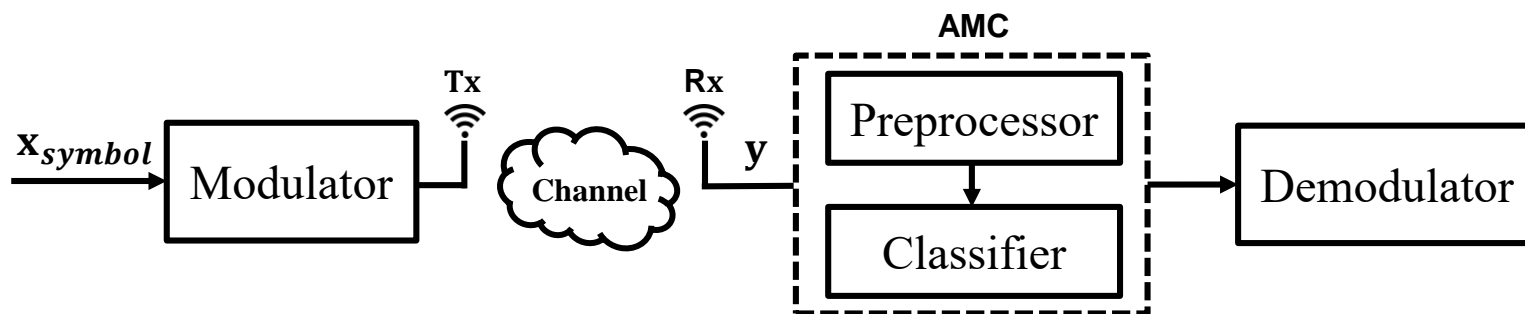 AMC
Tx
Rx
x_symbol
Modulator
Channel
y
Preprocessor
Classifier
Demodulator